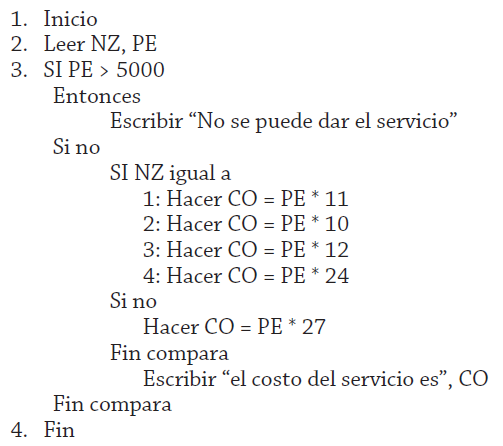 1. Inicio
2. Leer NZ, PE
3. SI PE > 5000
Entonces
Escribir “No se puede dar el servicio”
Si no
SI NZ igual a
1: Hacer CO = PE * 11
2: Hacer CO = PE * 10
3: Hacer CO = PE * 12
4: Hacer CO = PE * 24
Si no
Hacer CO = PE * 27
Fin compara
Escribir “el costo del servicio es”, CO
Fin compara
4. Fin